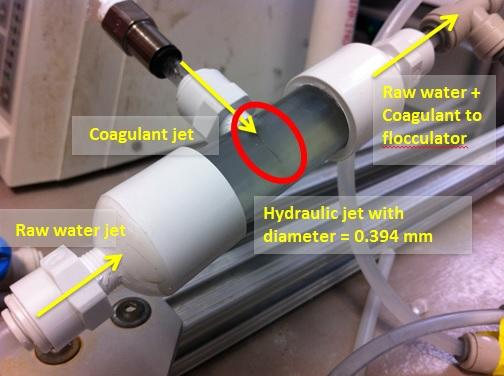 Coagulant jet
Raw water +
Coagulant to
flocculator
Raw water jet
Hydraulic jet with
diameter = 0.394 mm